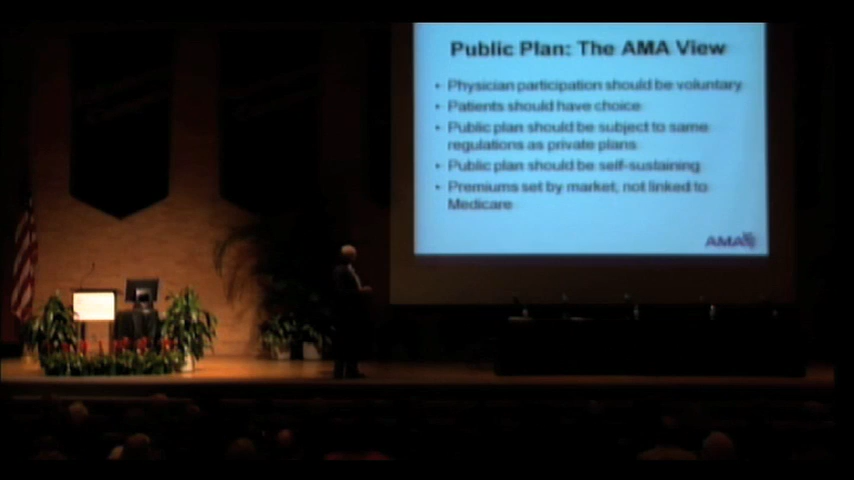 Public Plan: The AMA View
• Physician participation should be voluntary
• Patients should have choice
• Public plan should be subject to same
regulations as private plans
• Public plan should be self-sustaining
• Premiums set by market, not linked to
Medicare
AMA